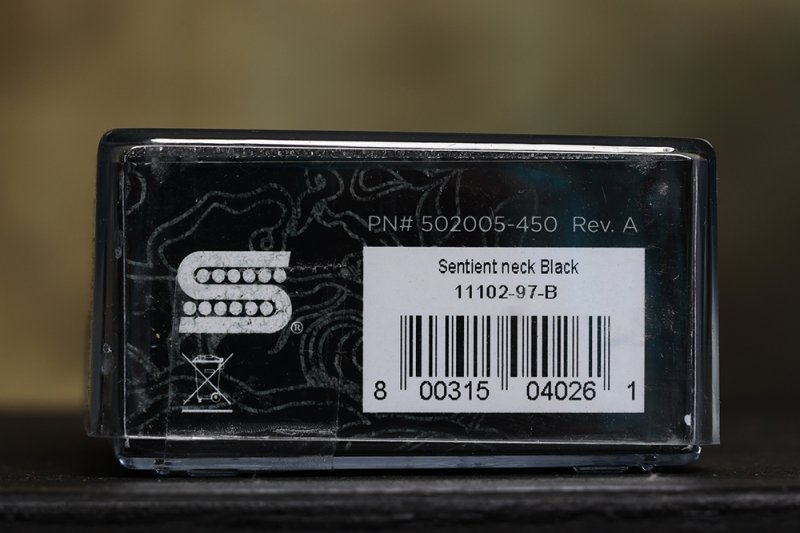 PN# 502005-450 Rev. A
Sentient neck Black
11102-97-B
8 00315 04026 1
®